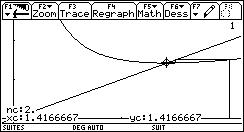 F1 F2 Zoom F3 Trace F4 Regraph F5 Math F6 Dess F7
1
nc:2.
xc:1.4166667 yc:1.4166667
SUITES DEG AUTO SUIT